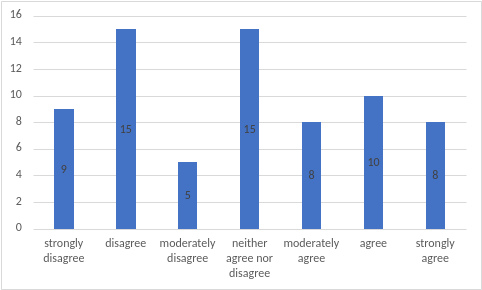 16
14
12
10
8
6
4
2
0
9
15
5
15
8
10
8
strongly
disagree
disagree
moderately
disagree
neither
agree nor
disagree
moderately
agree
agree
strongly
agree